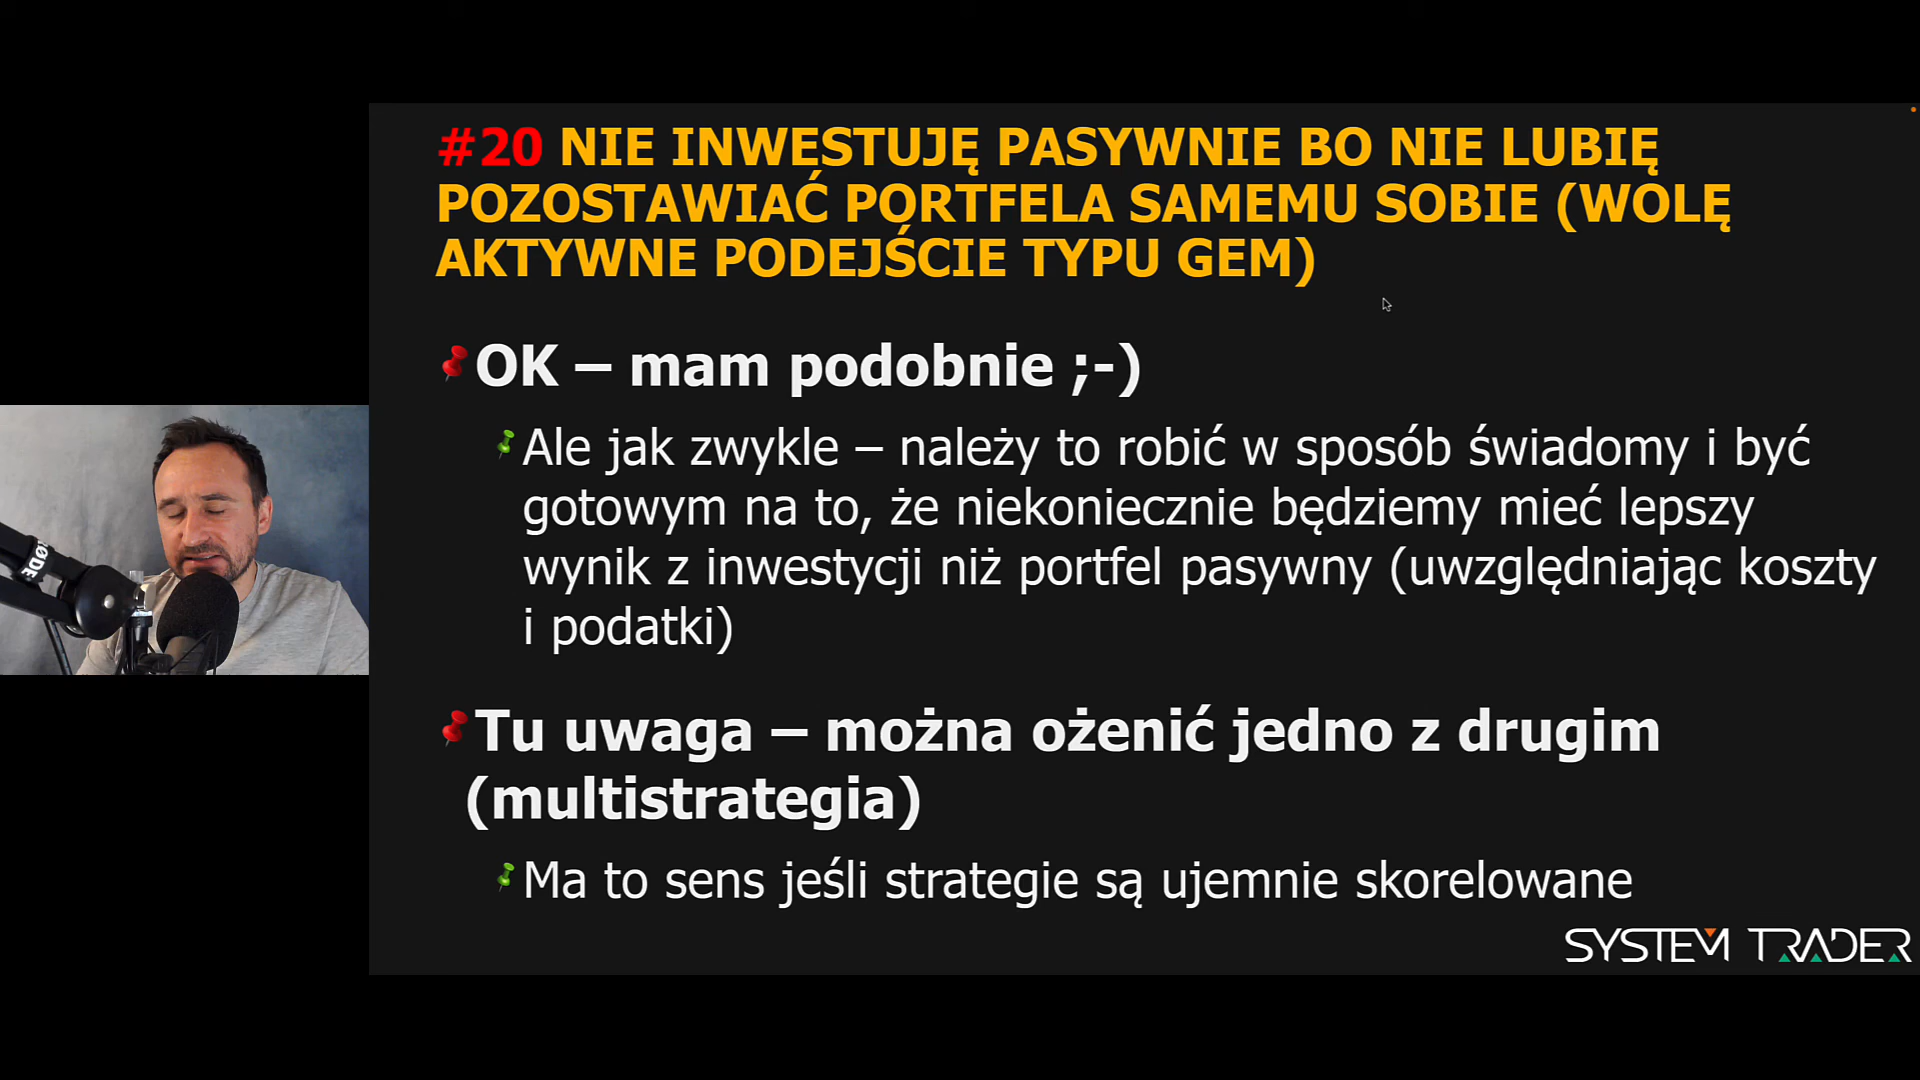 #20 NIE INWESTUJĘ PASYWNIE BO NIE LUBIĘ
POZOSTAWIAĆ PORTFELA SAMEMU SOBIE (WOLĘ
AKTYWNE PODEJŚCIE TYPU GEM)
OK – mam podobnie ;-)
Ale jak zwykle – należy to robić w sposób świadomy i być
gotowym na to, że niekoniecznie będziemy mieć lepszy
wynik z inwestycji niż portfel pasywny (uwzględniając koszty
i podatki)
RØDE
Tu uwaga – można ożenić jedno z drugim
(multistrategia)
Ma to sens jeśli strategie są ujemnie skorelowane
SYSTEM TRADER